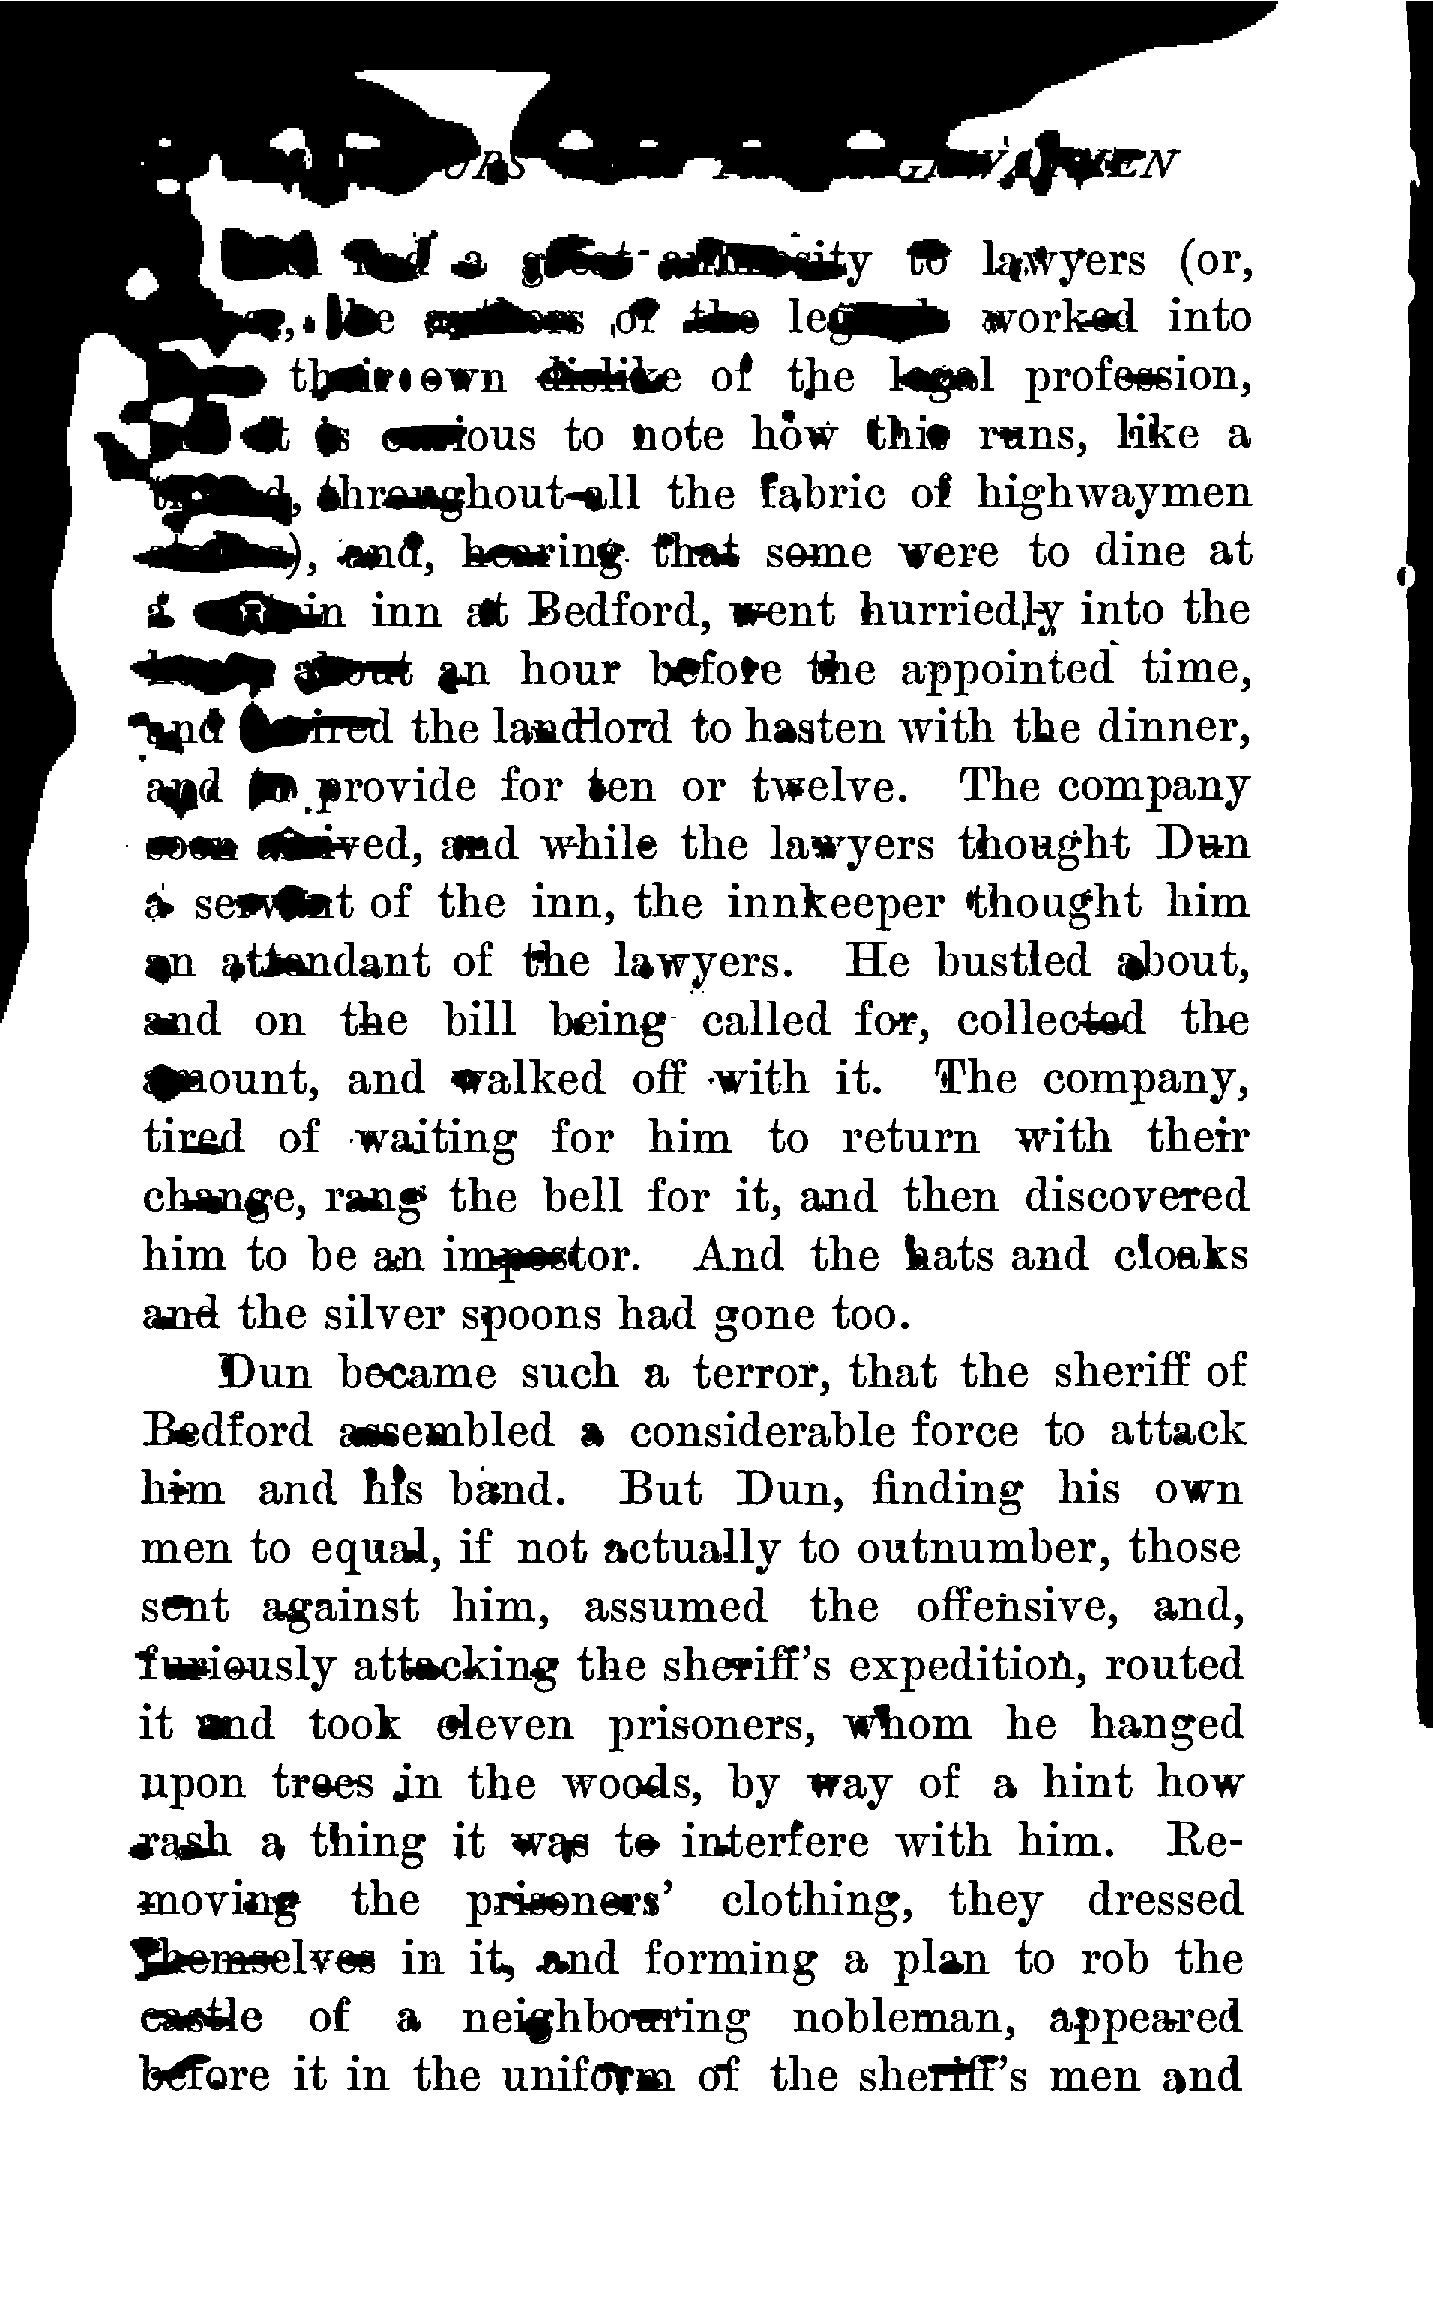 had a great animosity to lawyers (or,
the authors of the legends worked into
their own dislike of the legal profession,
it is curious to note how this runs, like a
thread, throughout all the fabric of highwaymen
and, hearing that some were to dine at
a certain inn at Bedford, went hurriedly into the
house about an hour before the appointed time,
and desired the landlord to hasten with the dinner,
and to provide for ten or twelve. The company
soon arrived, and while the lawyers thought Dun
a servant of the inn, the innkeeper thought him
an attendant of the lawyers. He bustled about,
and on the bill being called for, collected the
amount, and walked off with it. The company,
tired of waiting for him to return with their
change, rang the bell for it, and then discovered
him to be an impostor. And the hats and cloaks
and the silver spoons had gone too.
Dun became such a terror, that the sheriff of
Bedford assembled a considerable force to attack
him and his band. But Dun, finding his own
men to equal, if not actually to outnumber, those
sent against him, assumed the offensive, and,
furiously attacking the sheriff's expedition, routed
it and took eleven prisoners, whom he hanged
upon trees in the woods, by way of a hint how
rash a thing it was to interfere with him. Re-
moving the prisoners' clothing, they dressed
themselves in it, and forming a plan to rob the
castle of a neighbouring nobleman, appeared
before it in the uniform of the sheriff's men and